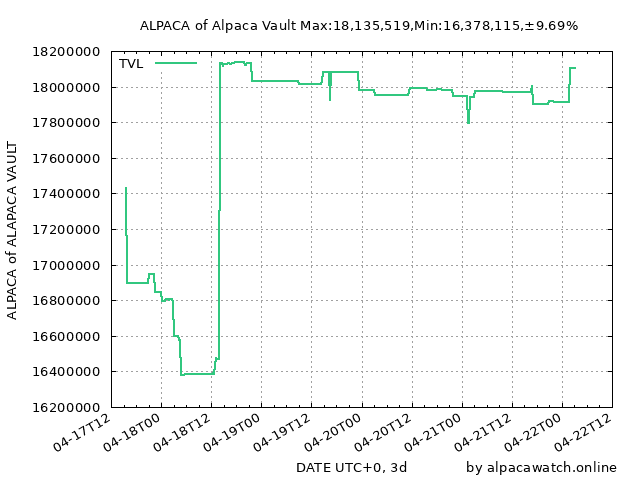 ALPACA of Alpaca Vault Max:18,135,519,Min:16,378,115,±9.69%
TVL
18200000
18000000
17800000
17600000
17400000
17200000
17000000
16800000
16600000
16400000
16200000
ALPACA of ALAPACA VAULT
04-17T12
04-18T00
04-18T12
04-19T00
04-19T12
04-20T00
04-20T12
04-21T00
04-21T12
04-22T00
04-22T12
DATE UTC+0, 3d
by alpacawatch.online